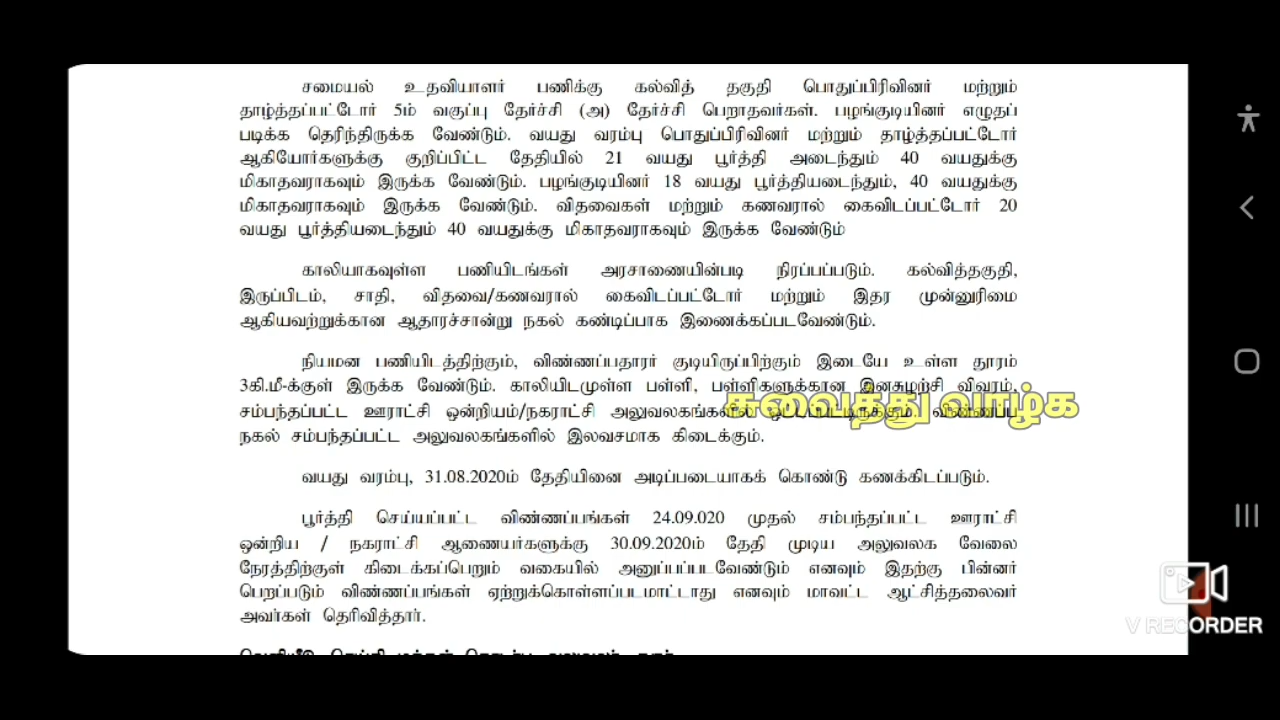 சமையல் உதவியாளர் பணிக்கு கல்வித் தகுதி பொதுப்பிரிவினர் மற்றும்
தாழ்த்தப்பட்டோர் 5ம் வகுப்பு தேர்ச்சி (அ) தேர்ச்சி பெறாதவர்கள். பழங்குடியினர் எழுதப்
படிக்க தெரிந்திருக்க வேண்டும். வயது வரம்பு பொதுப்பிரிவினர் மற்றும் தாழ்த்தப்பட்டோர்
ஆகியோர்களுக்கு குறிப்பிட்ட தேதியில் 21 வயது பூர்த்தி அடைந்தும் 40 வயதுக்கு
மிகாதவராகவும் இருக்க வேண்டும். பழங்குடியினர் 18 வயது பூர்த்தியடைந்தும், 40 வயதுக்கு
மிகாதவராகவும் இருக்க வேண்டும். விதவைகள் மற்றும் கணவரால் கைவிடப்பட்டோர் 20
வயது பூர்த்தியடைந்தும் 40 வயதுக்கு மிகாதவராகவும் இருக்க வேண்டும்
காலியாகவுள்ள பணியிடங்கள் அரசாணையின்படி நிரப்பப்படும். கல்வித்தகுதி,
இருப்பிடம், சாதி, விதவை/கணவரால் கைவிடப்பட்டோர் மற்றும் இதர முன்னுரிமை
ஆகியவற்றுக்கான ஆதாரச்சான்று நகல் கண்டிப்பாக இணைக்கப்படவேண்டும்.
நியமன பணியிடத்திற்கும், விண்ணப்பதாரர் குடியிருப்பிற்கும் இடையே உள்ள தூரம்
3கி.மீ-க்குள் இருக்க வேண்டும். காலியிடமுள்ள பள்ளி, பள்ளிகளுக்கான இனசுழற்சி விவரம்,
சுவைத்து வாழ்க
சம்பந்தப்பட்ட ஊராட்சி ஒன்றியம்/நகராட்சி அலுவலகங்களில் விண்ணப்ப
நகல் சம்பந்தப்பட்ட அலுவலகங்களில் இலவசமாக கிடைக்கும்.
வயது வரம்பு, 31.08.2020ம் தேதியினை அடிப்படையாகக் கொண்டு கணக்கிடப்படும்.
பூர்த்தி செய்யப்பட்ட விண்ணப்பங்கள் 24.09.020 முதல் சம்பந்தப்பட்ட ஊராட்சி
ஒன்றிய / நகராட்சி ஆணையர்களுக்கு 30.09.2020ம் தேதி முடிய அலுவலக வேலை
நேரத்திற்குள் கிடைக்கப்பெறும் வகையில் அனுப்பப்படவேண்டும் எனவும் இதற்கு பின்னர்
பெறப்படும் விண்ணப்பங்கள் ஏற்றுக்கொள்ளப்படமாட்டாது எனவும் மாவட்ட ஆட்சித்தலைவர்
அவர்கள் தெரிவித்தார்.
V RECORDER